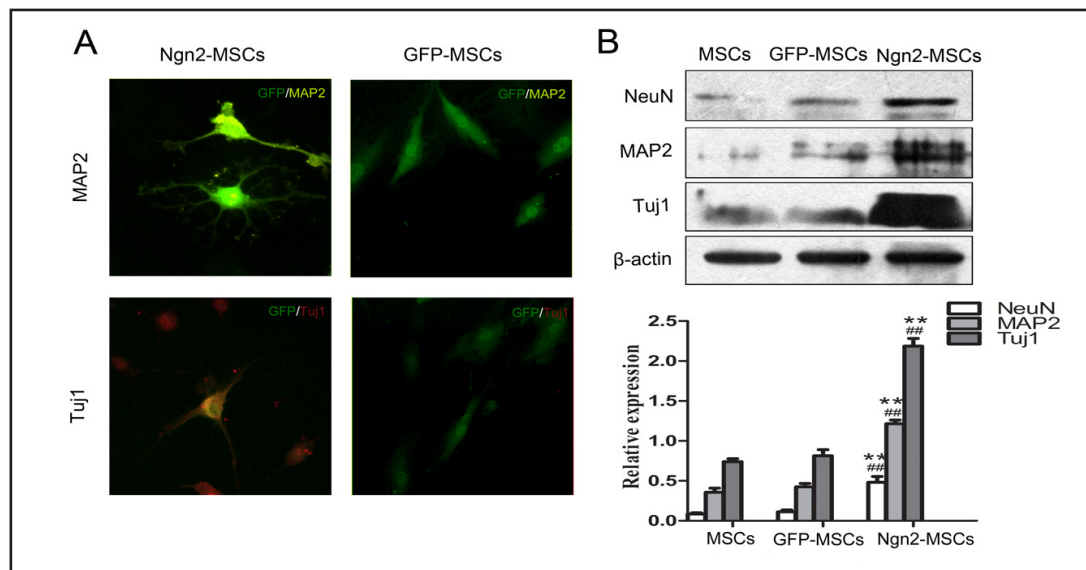 A
Ngn2-MSCs GFP-MSCs
MAP2
GFP/MAP2 GFP/MAP2
Tuj1
GFP/Tuj1 GFP/Tuj1
B
MSCs GFP-MSCs Ngn2-MSCs
NeuN
MAP2
Tuj1
β-actin
NeuN
MAP2
Tuj1
Relative expression
2.5
2.0
1.5
1.0
0.5
0.0
**
##
**
##
**
##
MSCs GFP-MSCs Ngn2-MSCs